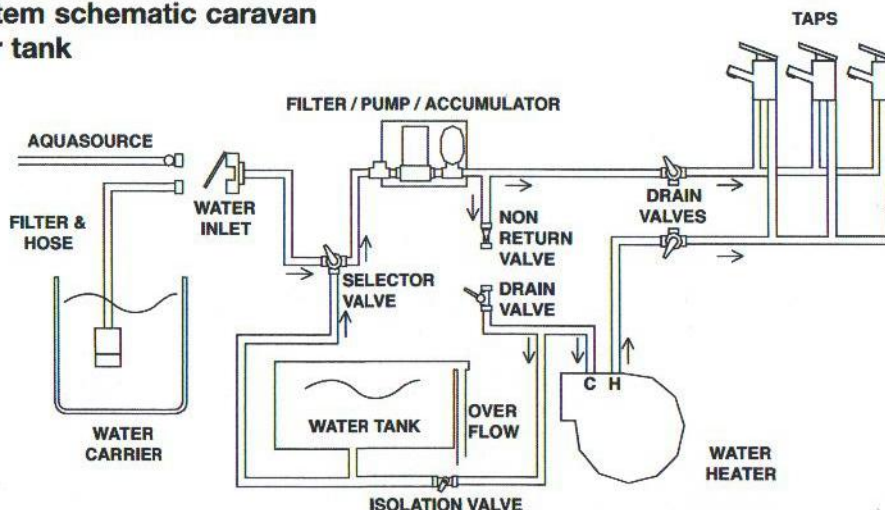 tem schematic caravan
r tank
TAPS
FILTER / PUMP / ACCUMULATOR
AQUASOURCE
FILTER &
HOSE
WATER
INLET
DRAIN
VALVES
NON
RETURN
VALVE
SELECTOR
VALVE
DRAIN
VALVE
C H
WATER TANK
OVER
FLOW
WATER
CARRIER
WATER
HEATER
ISOLATION VALVE